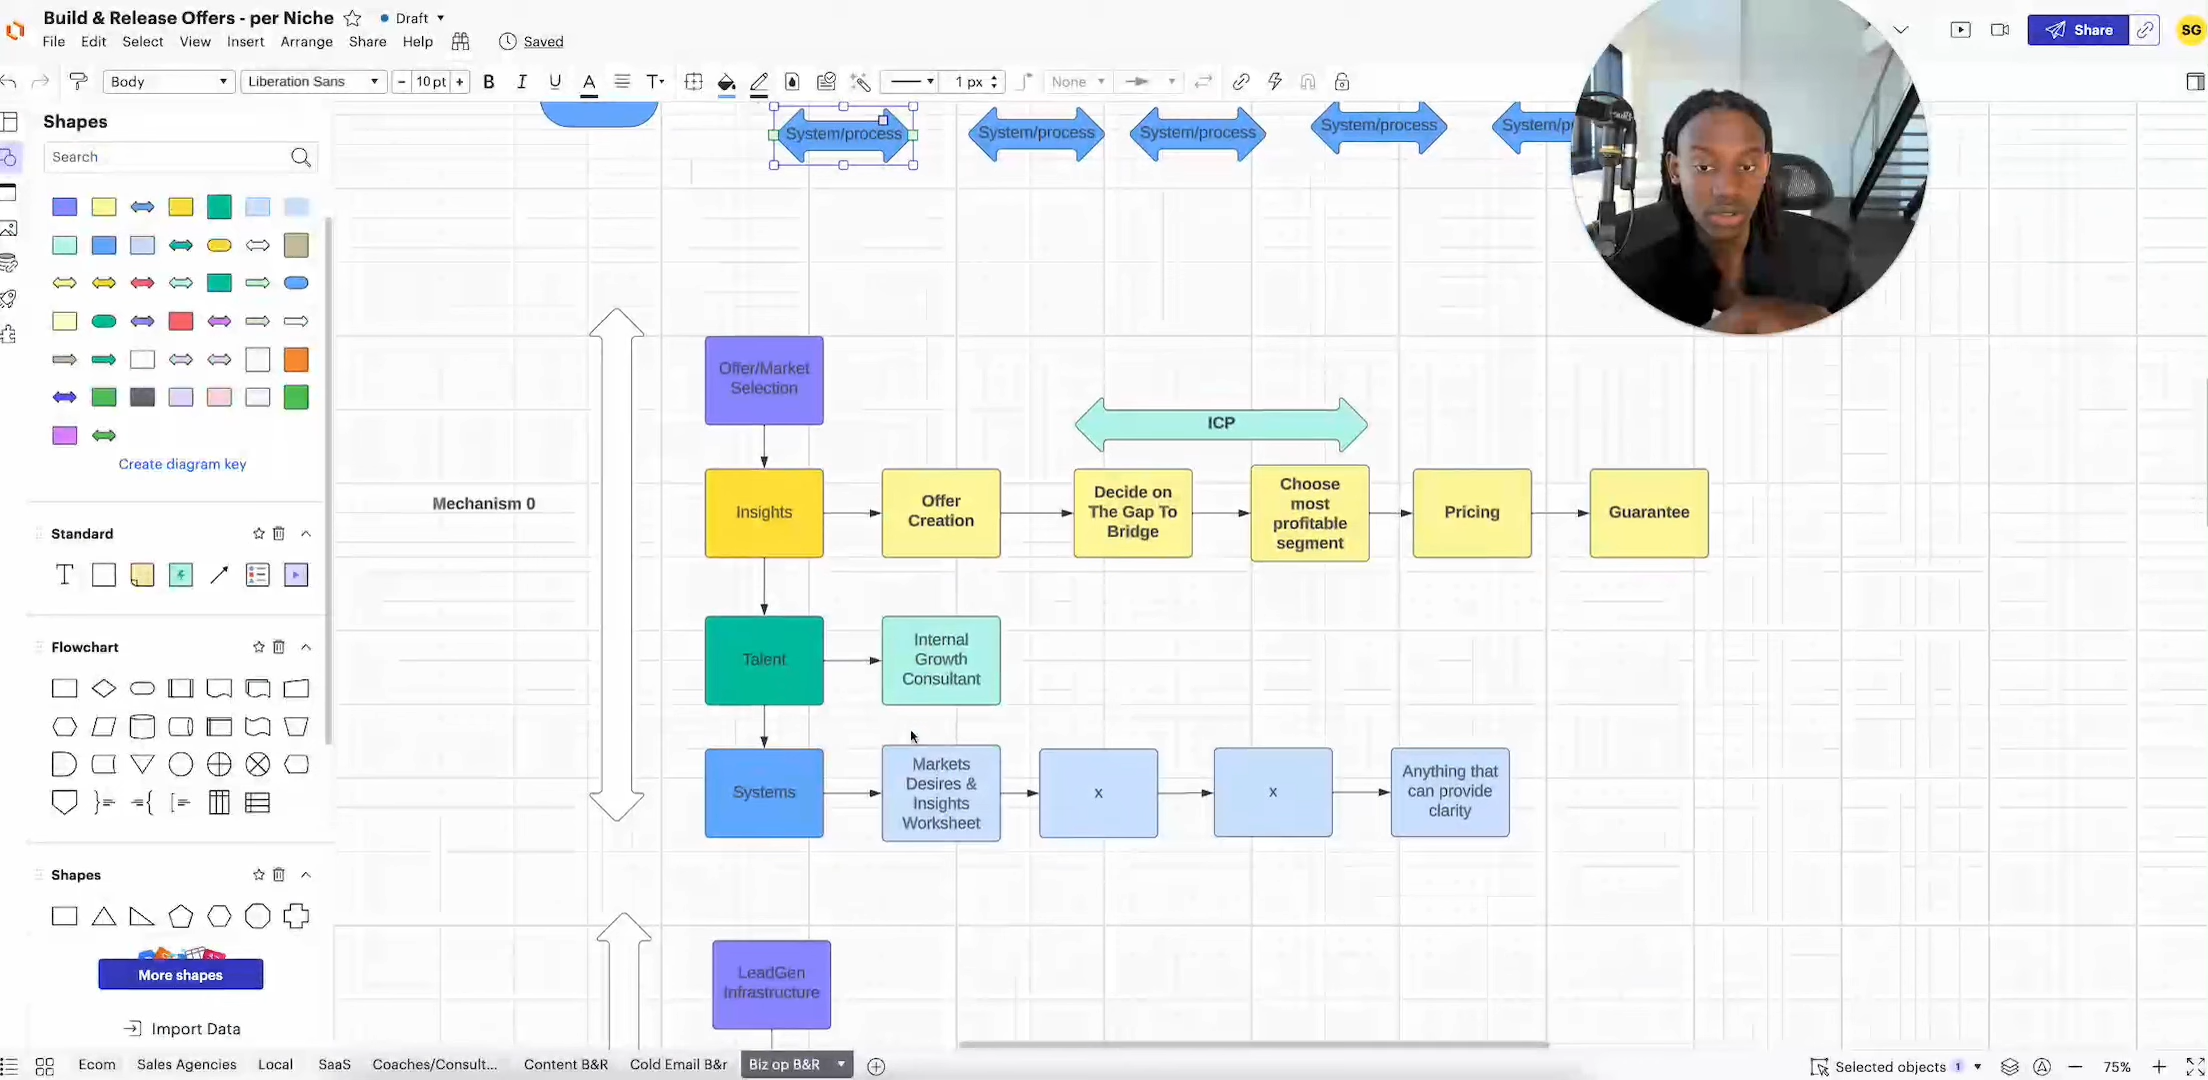 Build & Release Offers - per Niche
Draft
File Edit Select View Insert Arrange Share Help
Saved
Share
SG
Body
Liberation Sans
10 pt
B I U A T
1 px
None
Shapes
Search
Create diagram key
Standard
T
Flowchart
Shapes
More shapes
Import Data
System/process
System/process
System/process
System/process
Mechanism 0
Offer/Market
Selection
ICP
Insights
Offer
Creation
Decide on
The Gap To
Bridge
Choose
most
profitable
segment
Pricing
Guarantee
Talent
Internal
Growth
Consultant
Systems
Markets
Desires &
Insights
Worksheet
x
x
Anything that
can provide
clarity
LeadGen
Infrastructure
Ecom Sales Agencies Local SaaS Coaches/Consult... Content B&R Cold Email B&r Biz op B&R
Selected objects 1
75%